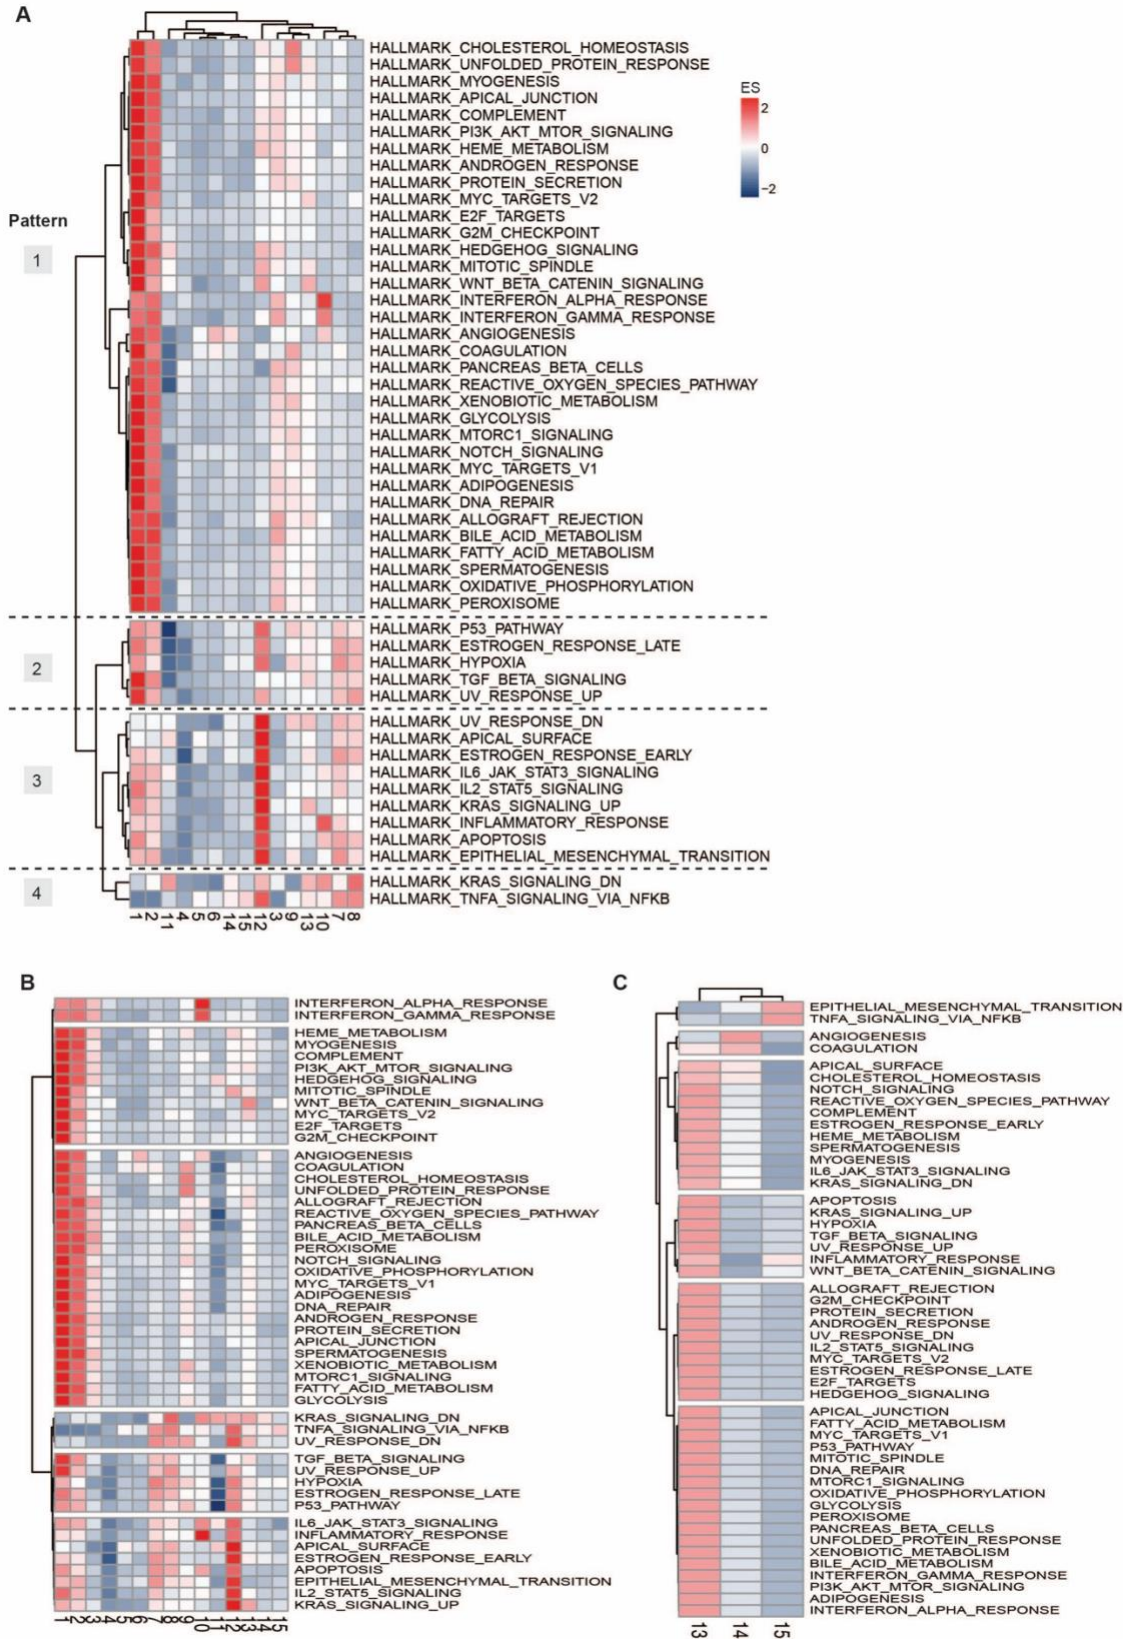 A
HALLMARK_CHOLESTEROL_HOMEOSTASIS
HALLMARK_UNFOLDED_PROTEIN_RESPONSE
HALLMARK_MYOGENESIS
HALLMARK_APICAL_JUNCTION
HALLMARK_COMPLEMENT
HALLMARK_PI3K_AKT_MTOR_SIGNALING
HALLMARK_HEME_METABOLISM
HALLMARK_ANDROGEN_RESPONSE
HALLMARK_PROTEIN_SECRETION
HALLMARK_MYC_TARGETS_V2
HALLMARK_E2F_TARGETS
HALLMARK_G2M_CHECKPOINT
HALLMARK_HEDGEHOG_SIGNALING
HALLMARK_MITOTIC_SPINDLE
HALLMARK_WNT_BETA_CATENIN_SIGNALING
HALLMARK_INTERFERON_ALPHA_RESPONSE
HALLMARK_INTERFERON_GAMMA_RESPONSE
HALLMARK_ANGIOGENESIS
HALLMARK_COAGULATION
HALLMARK_PANCREAS_BETA_CELLS
HALLMARK_REACTIVE_OXYGEN_SPECIES_PATHWAY
HALLMARK_XENOBIOTIC_METABOLISM
HALLMARK_GLYCOLYSIS
HALLMARK_MTORC1_SIGNALING
HALLMARK_NOTCH_SIGNALING
HALLMARK_MYC_TARGETS_V1
HALLMARK_ADIPOGENESIS
HALLMARK_DNA_REPAIR
HALLMARK_ALLOGRAFT_REJECTION
HALLMARK_BILE_ACID_METABOLISM
HALLMARK_FATTY_ACID_METABOLISM
HALLMARK_SPERMATOGENESIS
HALLMARK_OXIDATIVE_PHOSPHORYLATION
HALLMARK_PEROXISOME
HALLMARK_P53_PATHWAY
HALLMARK_ESTROGEN_RESPONSE_LATE
HALLMARK_HYPOXIA
HALLMARK_TGF_BETA_SIGNALING
HALLMARK_UV_RESPONSE_UP
HALLMARK_UV_RESPONSE_DN
HALLMARK_APICAL_SURFACE
HALLMARK_ESTROGEN_RESPONSE_EARLY
HALLMARK_IL6_JAK_STAT3_SIGNALING
HALLMARK_IL2_STAT5_SIGNALING
HALLMARK_KRAS_SIGNALING_UP
HALLMARK_INFLAMMATORY_RESPONSE
HALLMARK_APOPTOSIS
HALLMARK_EPITHELIAL_MESENCHYMAL_TRANSITION
HALLMARK_KRAS_SIGNALING_DN
HALLMARK_TNFA_SIGNALING_VIA_NFKB
Pattern
1
2
3
4
ES
2
0
−2
1 2 11 4 5 6 14 15 12 3 9 13 10 7 8
B
INTERFERON_ALPHA_RESPONSE
INTERFERON_GAMMA_RESPONSE
HEME_METABOLISM
MYOGENESIS
COMPLEMENT
PI3K_AKT_MTOR_SIGNALING
HEDGEHOG_SIGNALING
MITOTIC_SPINDLE
WNT_BETA_CATENIN_SIGNALING
MYC_TARGETS_V2
E2F_TARGETS
G2M_CHECKPOINT
ANGIOGENESIS
COAGULATION
CHOLESTEROL_HOMEOSTASIS
UNFOLDED_PROTEIN_RESPONSE
ALLOGRAFT_REJECTION
REACTIVE_OXYGEN_SPECIES_PATHWAY
PANCREAS_BETA_CELLS
BILE_ACID_METABOLISM
PEROXISOME
NOTCH_SIGNALING
OXIDATIVE_PHOSPHORYLATION
MYC_TARGETS_V1
ADIPOGENESIS
DNA_REPAIR
ANDROGEN_RESPONSE
PROTEIN_SECRETION
APICAL_JUNCTION
SPERMATOGENESIS
XENOBIOTIC_METABOLISM
MTORC1_SIGNALING
FATTY_ACID_METABOLISM
GLYCOLYSIS
KRAS_SIGNALING_DN
TNFA_SIGNALING_VIA_NFKB
UV_RESPONSE_DN
TGF_BETA_SIGNALING
UV_RESPONSE_UP
HYPOXIA
ESTROGEN_RESPONSE_LATE
P53_PATHWAY
IL6_JAK_STAT3_SIGNALING
INFLAMMATORY_RESPONSE
APICAL_SURFACE
ESTROGEN_RESPONSE_EARLY
APOPTOSIS
EPITHELIAL_MESENCHYMAL_TRANSITION
IL2_STAT5_SIGNALING
KRAS_SIGNALING_UP
1 2 3 4 5 6 7 8 9 10 11 12 13 14 15
C
EPITHELIAL_MESENCHYMAL_TRANSITION
TNFA_SIGNALING_VIA_NFKB
ANGIOGENESIS
COAGULATION
APICAL_SURFACE
CHOLESTEROL_HOMEOSTASIS
NOTCH_SIGNALING
REACTIVE_OXYGEN_SPECIES_PATHWAY
COMPLEMENT
ESTROGEN_RESPONSE_EARLY
HEME_METABOLISM
SPERMATOGENESIS
MYOGENESIS
IL6_JAK_STAT3_SIGNALING
KRAS_SIGNALING_DN
APOPTOSIS
KRAS_SIGNALING_UP
HYPOXIA
TGF_BETA_SIGNALING
UV_RESPONSE_UP
INFLAMMATORY_RESPONSE
WNT_BETA_CATENIN_SIGNALING
ALLOGRAFT_REJECTION
G2M_CHECKPOINT
PROTEIN_SECRETION
ANDROGEN_RESPONSE
UV_RESPONSE_DN
IL2_STAT5_SIGNALING
MYC_TARGETS_V2
ESTROGEN_RESPONSE_LATE
E2F_TARGETS
HEDGEHOG_SIGNALING
APICAL_JUNCTION
FATTY_ACID_METABOLISM
MYC_TARGETS_V1
P53_PATHWAY
MITOTIC_SPINDLE
DNA_REPAIR
MTORC1_SIGNALING
OXIDATIVE_PHOSPHORYLATION
GLYCOLYSIS
PEROXISOME
PANCREAS_BETA_CELLS
UNFOLDED_PROTEIN_RESPONSE
XENOBIOTIC_METABOLISM
BILE_ACID_METABOLISM
INTERFERON_GAMMA_RESPONSE
PI3K_AKT_MTOR_SIGNALING
ADIPOGENESIS
INTERFERON_ALPHA_RESPONSE
13 14 15